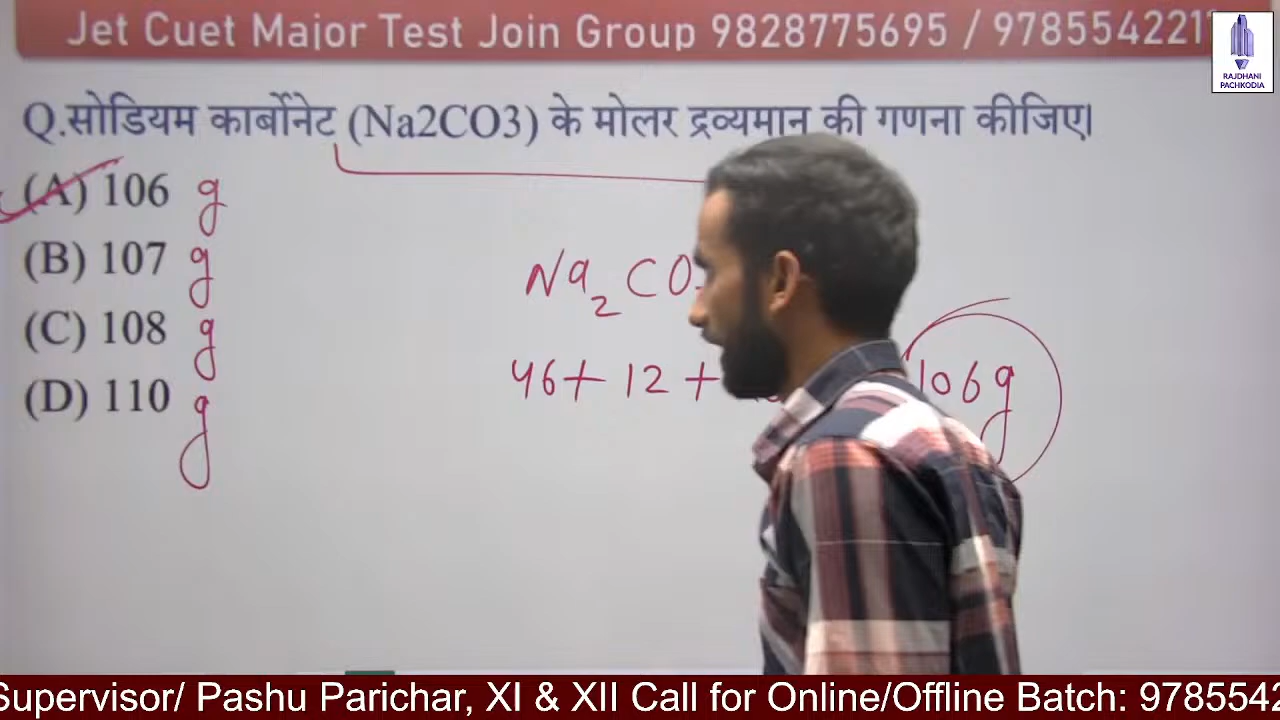 Jet Cuet Major Test Join Group 9828775695 / 978554221
RAJDHANI
PACHKODIA
Q.सोडियम कार्बोनेट (Na2CO3) के मोलर द्रव्यमान की गणना कीजिए।
(A) 106 g
(B) 107 g
(C) 108 g
(D) 110 g
Na2CO
46+ 12 +
106g
Supervisor/ Pashu Parichar, XI & XII Call for Online/Offline Batch: 9785542